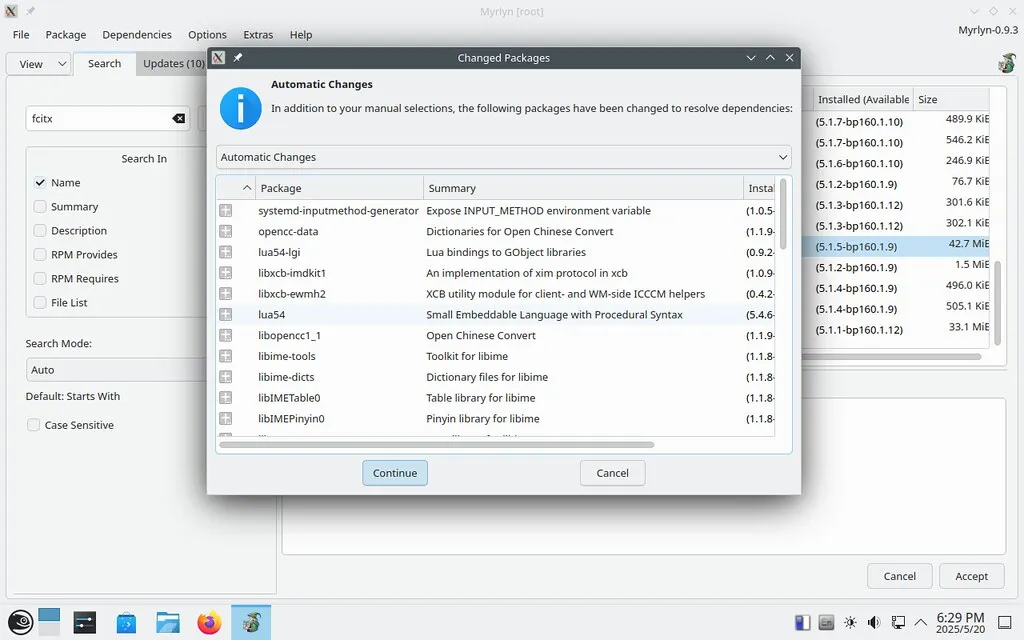 Myrlyn [root]
File Package Dependencies Options Extras Help
Myrlyn-0.9.3
View Search Updates (10)
Changed Packages
Automatic Changes
In addition to your manual selections, the following packages have been changed to resolve dependencies:
Automatic Changes
Package Summary Insta
systemd-inputmethod-generator Expose INPUT_METHOD environment variable (1.0.5-
opencc-data Dictionaries for Open Chinese Convert (1.1.9-
lua54-lgi Lua bindings to GObject libraries (0.9.2-
libxcb-imdkit1 An implementation of xim protocol in xcb (1.0.9-
libxcb-ewmh2 XCB utility module for client- and WM-side ICCCM helpers (0.4.2-
lua54 Small Embeddable Language with Procedural Syntax (5.4.6-
libopencc1_1 Open Chinese Convert (1.1.9-
libime-tools Toolkit for libime (1.1.8-
libime-dicts Dictionary files for libime (1.1.8-
libIMETable0 Table library for libime (1.1.8-
libIMEPinyin0 Pinyin library for libime (1.1.8-
Continue Cancel
fcitx
Search In
Name
Summary
Description
RPM Provides
RPM Requires
File List
Search Mode:
Auto
Default: Starts With
Case Sensitive
Installed (Available Size
(5.1.7-bp160.1.10) 489.9 KiB
(5.1.7-bp160.1.10) 546.2 KiB
(5.1.6-bp160.1.10) 246.9 KiB
(5.1.2-bp160.1.9) 76.7 KiB
(5.1.3-bp160.1.12) 301.6 KiB
(5.1.3-bp160.1.12) 302.1 KiB
(5.1.5-bp160.1.9) 42.7 MiB
(5.1.2-bp160.1.9) 1.5 MiB
(5.1.4-bp160.1.9) 496.0 KiB
(5.1.4-bp160.1.9) 505.1 KiB
(5.1.1-bp160.1.12) 33.1 MiB
Cancel Accept
6:29 PM
2025/5/20